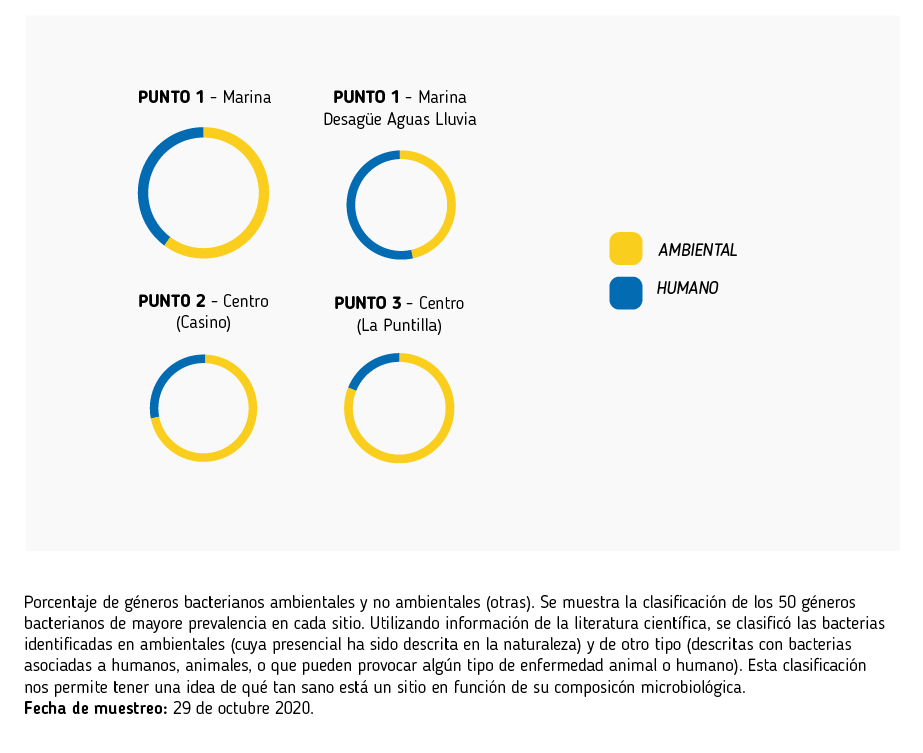 PUNTO 1 - Marina
PUNTO 1 - Marina
Desagüe Aguas Lluvia
PUNTO 2 - Centro
(Casino)
PUNTO 3 - Centro
(La Puntilla)
AMBIENTAL
HUMANO
Porcentaje de géneros bacterianos ambientales y no ambientales (otras). Se muestra la clasificación de los 50 géneros
bacterianos de mayore prevalencia en cada sitio. Utilizando información de la literatura científica, se clasificó las bacterias
identificadas en ambientales (cuya presencial ha sido descrita en la naturaleza) y de otro tipo (descritas con bacterias
asociadas a humanos, animales, o que pueden provocar algún tipo de enfermedad animal o humano). Esta clasificación
nos permite tener una idea de qué tan sano está un sitio en función de su composicón microbiológica.
Fecha de muestreo: 29 de octubre 2020.